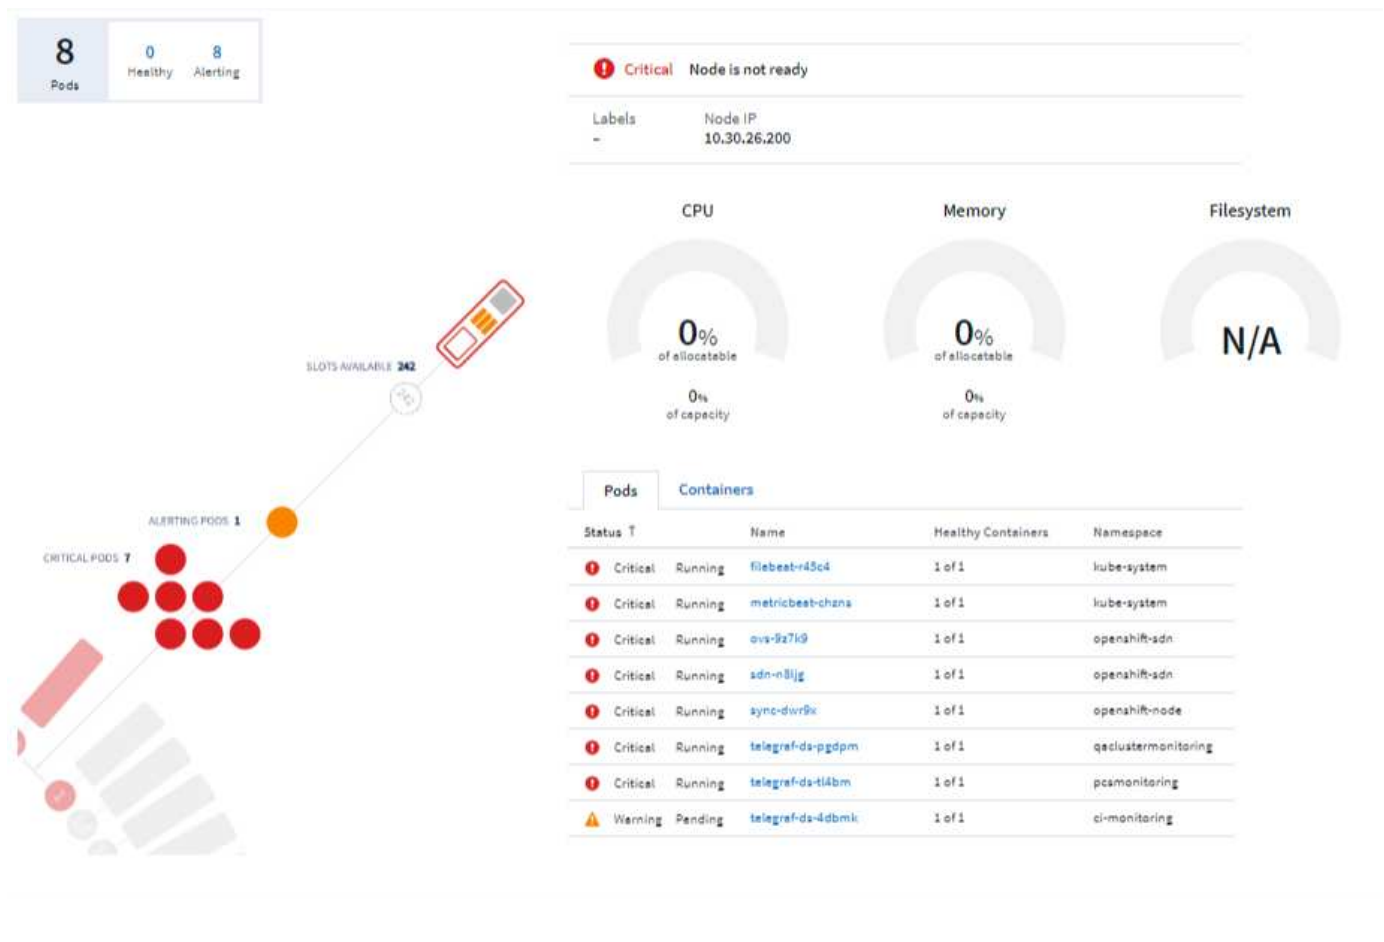 8
Pods
0
Healthy
8
Alerting
Critical Node is not ready
Labels
-
Node IP
10.30.26.200
CPU
0%
of allocatable
0%
of capacity
Memory
0%
of allocatable
0%
of capacity
Filesystem
N/A
SLOTS AVAILABLE 242
242
ALERTING PODS 1
CRITICAL PODS 7
Pods Containers
Status ↑ Name Healthy Containers Namespace
Critical Running filebeat-r45c4 1 of 1 kube-system
Critical Running metricbeat-chzns 1 of 1 kube-system
Critical Running ovs-9z7k9 1 of 1 openshift-sdn
Critical Running 1 of 1 openshift-sdn
Critical Running sync-dwr9x 1 of 1 openshift-node
Critical Running telegraf-ds-pgdpm 1 of 1 qaclustermonitoring
Critical Running telegraf-ds-tl4bm 1 of 1 pcsmonitoring
Warning Pending telegraf-ds-4dbmk 1 of 1 ci-monitoring